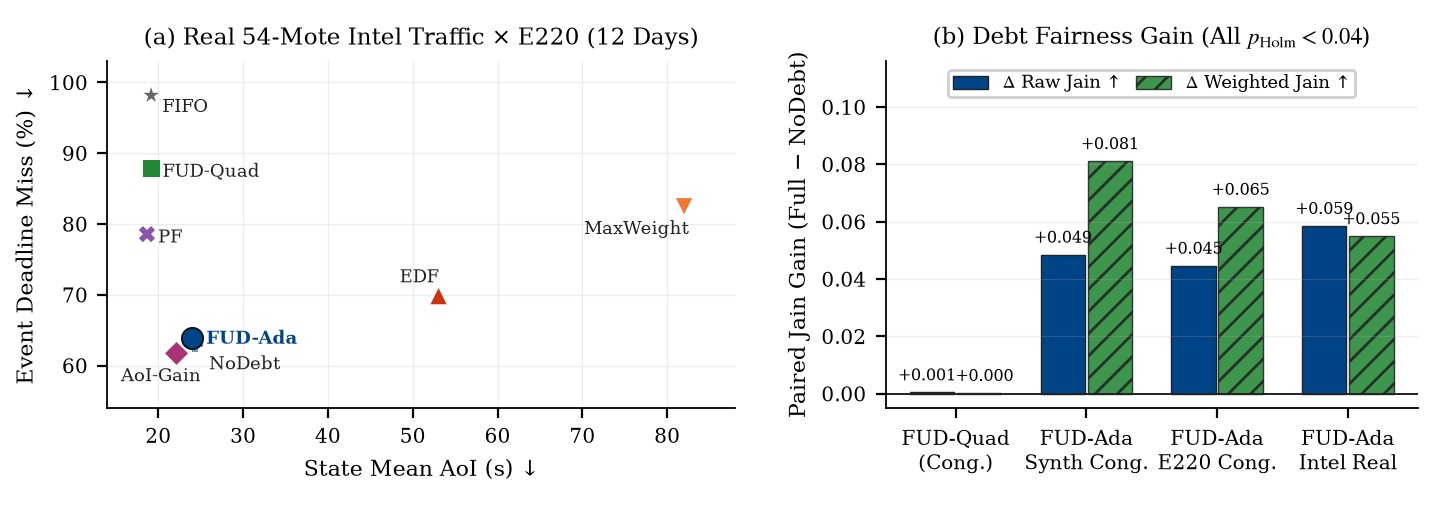 (a) Real 54-Mote Intel Traffic × E220 (12 Days)
Event Deadline Miss (%) ↓
100
90
80
70
60
FIFO
FUD-Quad
PF
MaxWeight
EDF
FUD-Ada
NoDebt
AoI-Gain
20 30 40 50 60 70 80
State Mean AoI (s) ↓
(b) Debt Fairness Gain (All pHolm < 0.04)
Paired Jain Gain (Full − NoDebt)
Δ Raw Jain ↑ Δ Weighted Jain ↑
0.10
0.08
0.06
0.04
0.02
0.00
+0.001 +0.000
+0.049 +0.081
+0.045 +0.065
+0.059 +0.055
FUD-Quad
(Cong.)
FUD-Ada
Synth Cong.
FUD-Ada
E220 Cong.
FUD-Ada
Intel Real